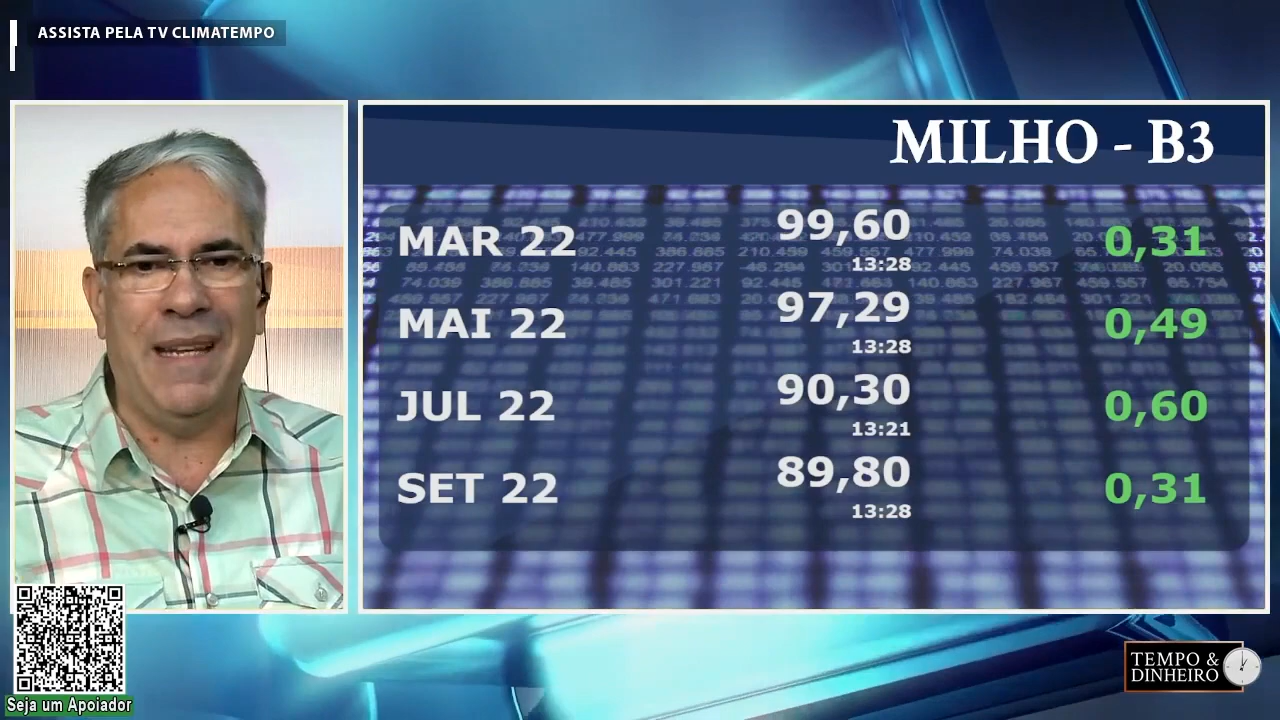 ASSISTA PELA TV CLIMATEMPO
MILHO - B3
MAR 22 99,60 0,31
13:28
MAI 22 97,29 0,49
13:28
JUL 22 90,30 0,60
13:21
SET 22 89,80 0,31
13:28
TEMPO &
DINHEIRO
Seja um Apoiador